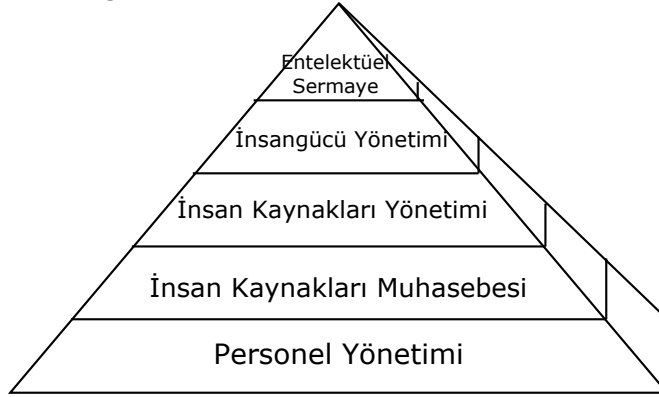 Entelektüel
Sermaye
İnsangücü Yönetimi
İnsan Kaynakları Yönetimi
İnsan Kaynakları Muhasebesi
Personel Yönetimi